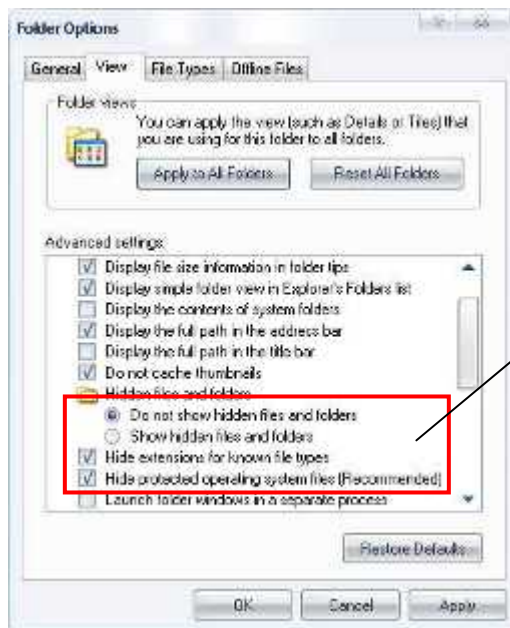 Folder Options
General View File Types Offline Files
Folder views
You can apply the view (such as Details or Tiles) that
you are using for this folder to all folders.
Apply to All Folders Reset All Folders
Advanced settings:
Display file size information in folder tips
Display simple folder view in Explorer's Folders list
Display the contents of system folders
Display the full path in the address bar
Display the full path in the title bar
Do not cache thumbnails
Hidden files and folders
Do not show hidden files and folders
Show hidden files and folders
Hide extensions for known file types
Hide protected operating system files (Recommended)
Launch folder windows in a separate process
Restore Defaults
OK Cancel Apply